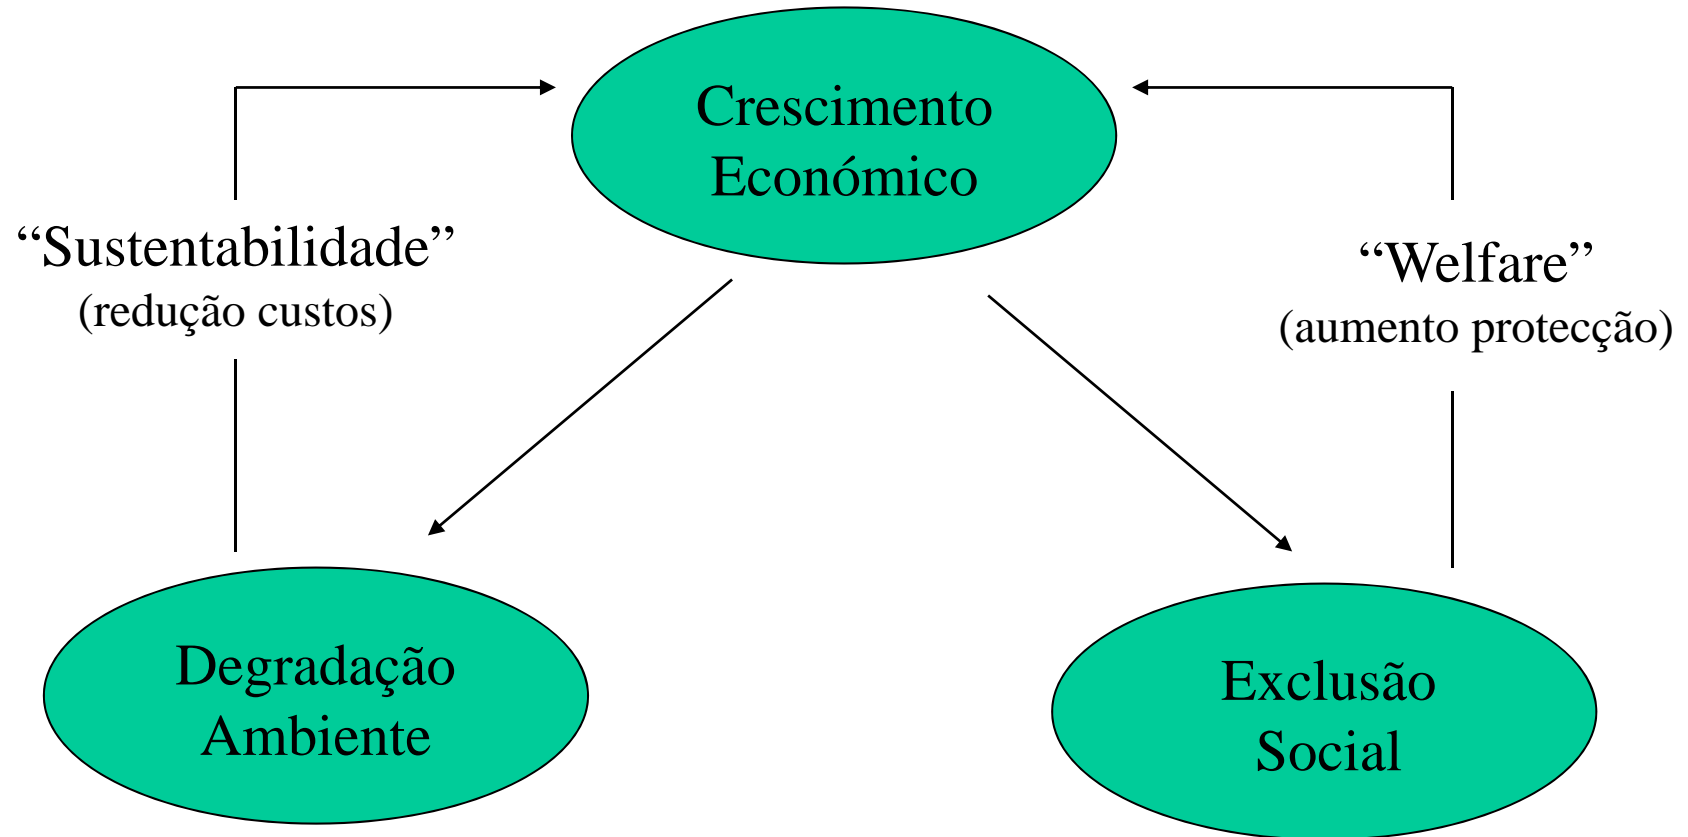 Crescimento
Económico
“Sustentabilidade”
(redução custos)
“Welfare”
(aumento protecção)
Degradação
Ambiente
Exclusão
Social